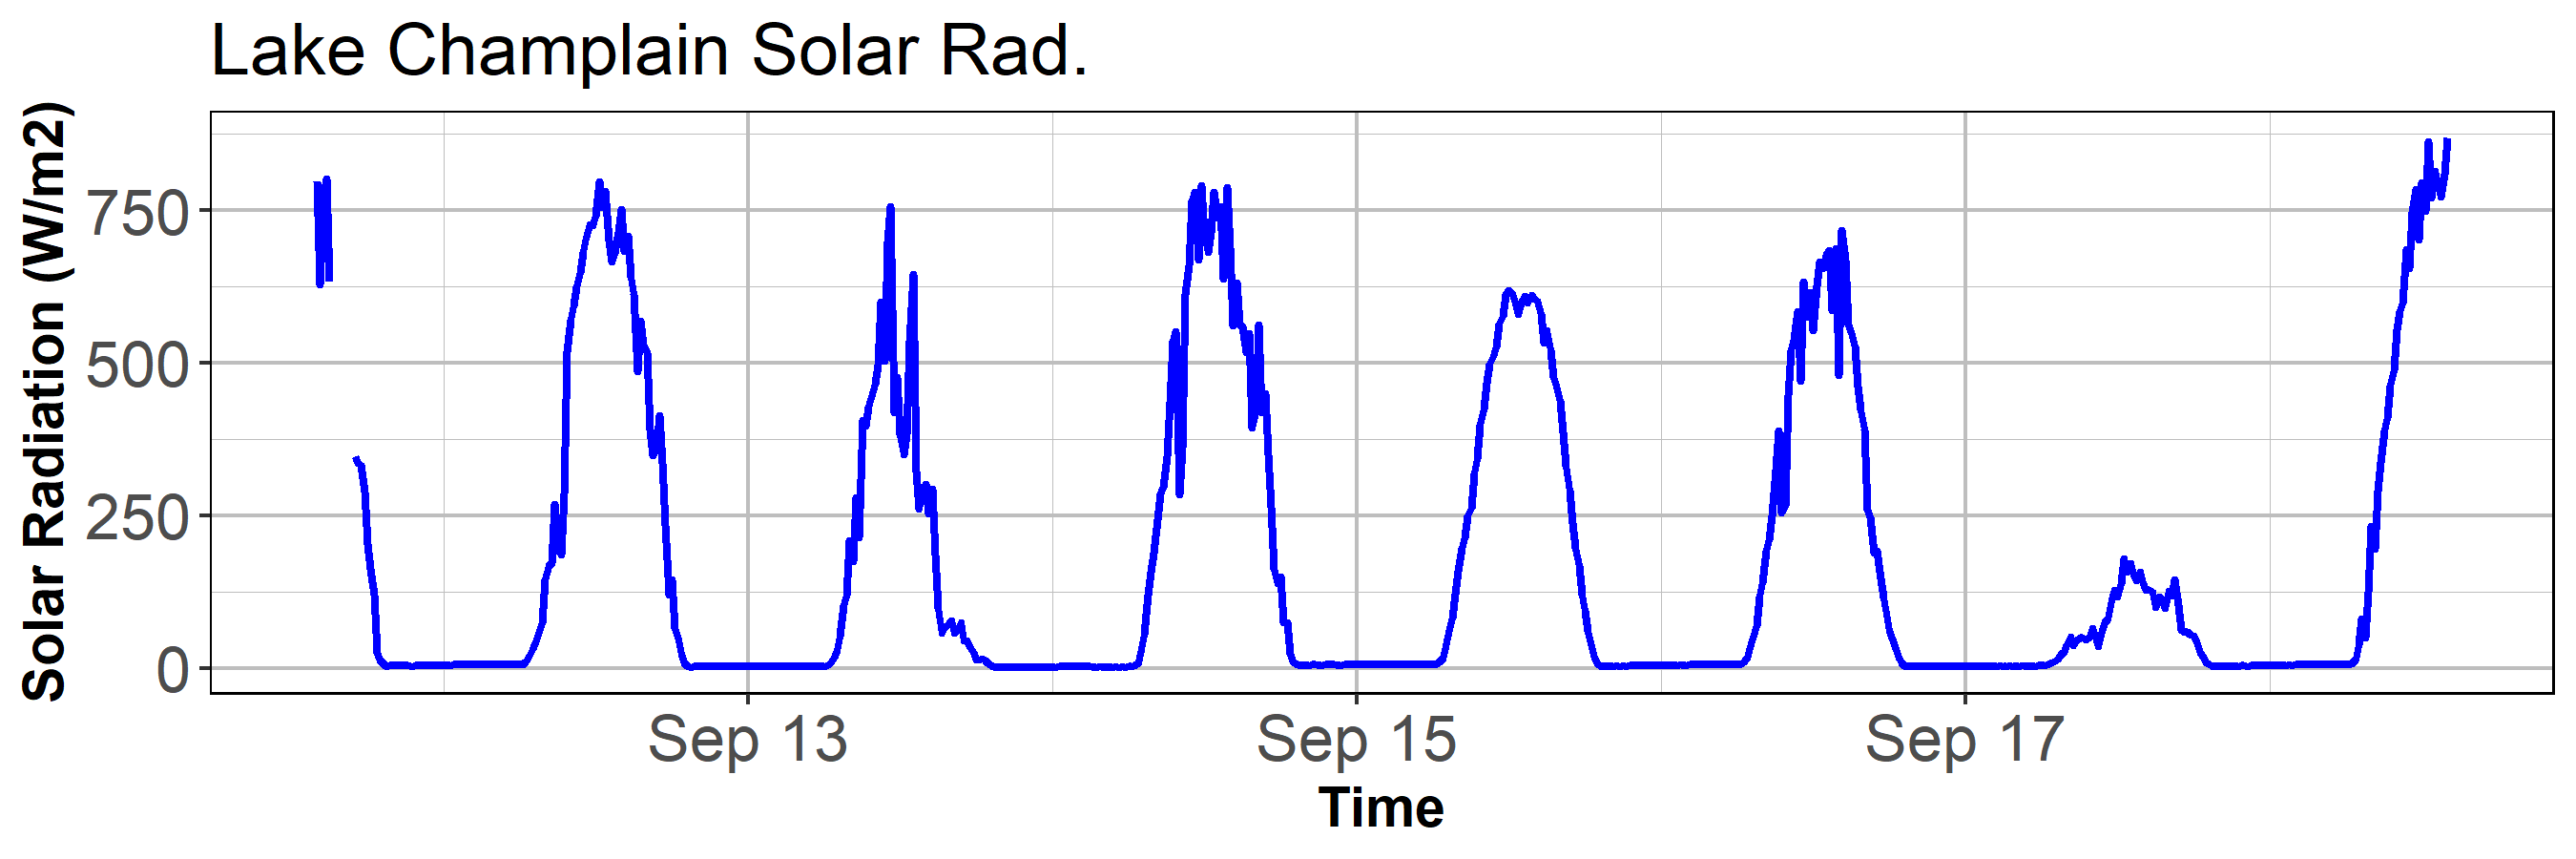 Lake Champlain Solar Rad.
Solar Radiation (W/m2)
750
500
250
0
Sep 13
Sep 15
Sep 17
Time